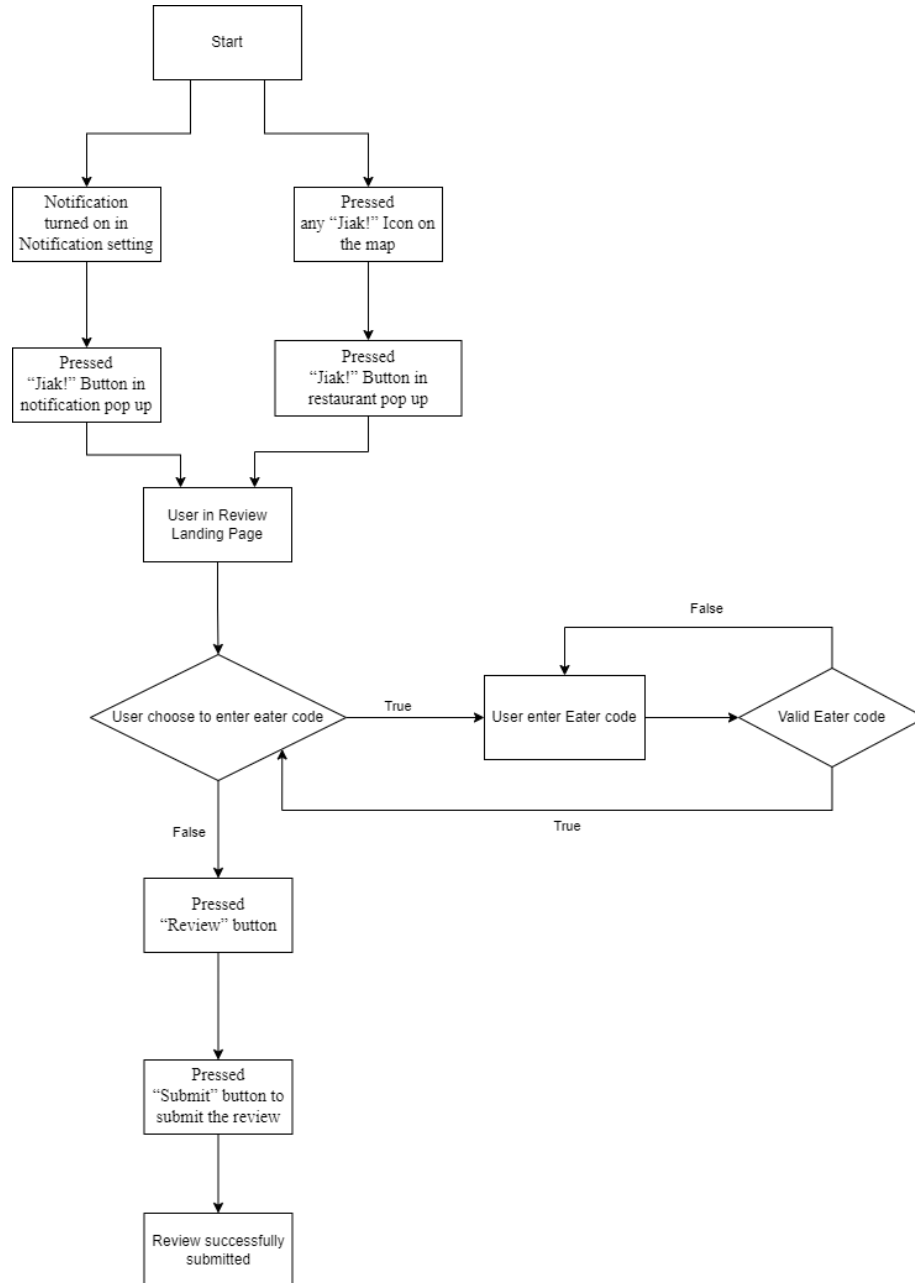 Start
Notification
turned on in
Notification setting
Pressed
any “Jiak!” Icon on
the map
Pressed
“Jiak!” Button in
notification pop up
Pressed
“Jiak!” Button in
restaurant pop up
User in Review
Landing Page
False
User choose to enter eater code
True
User enter Eater code
Valid Eater code
True
False
Pressed
“Review” button
Pressed
“Submit” button to
submit the review
Review successfully
submitted